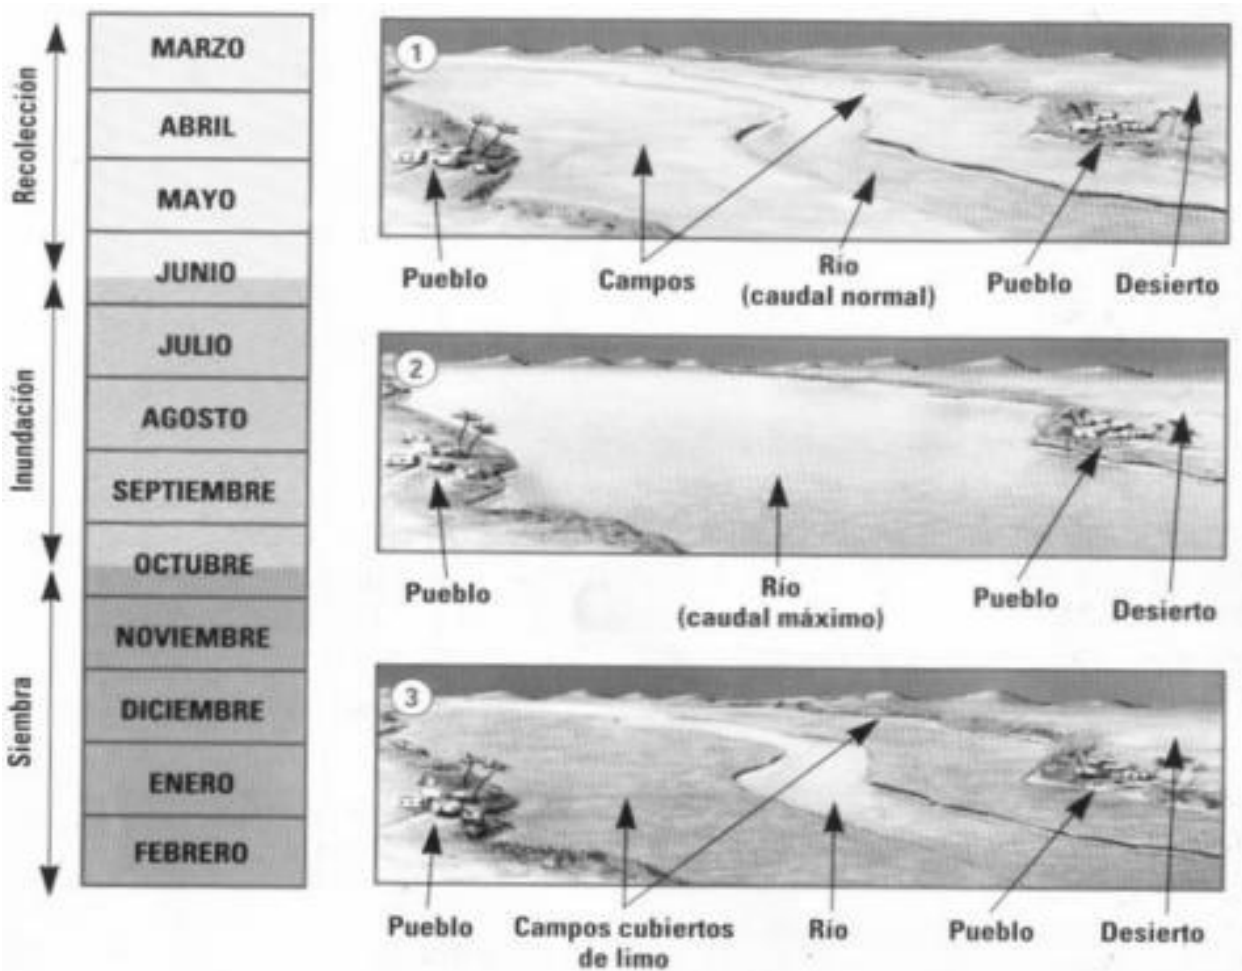 Recolección
MARZO
ABRIL
MAYO
JUNIO
Inundación
JULIO
AGOSTO
SEPTIEMBRE
OCTUBRE
Siembra
NOVIEMBRE
DICIEMBRE
ENERO
FEBRERO
1
Pueblo
Campos
Río
(caudal normal)
Pueblo
Desierto
2
Pueblo
Río
(caudal máximo)
Pueblo
Desierto
3
Pueblo
Campos cubiertos
de limo
Río
Pueblo
Desierto